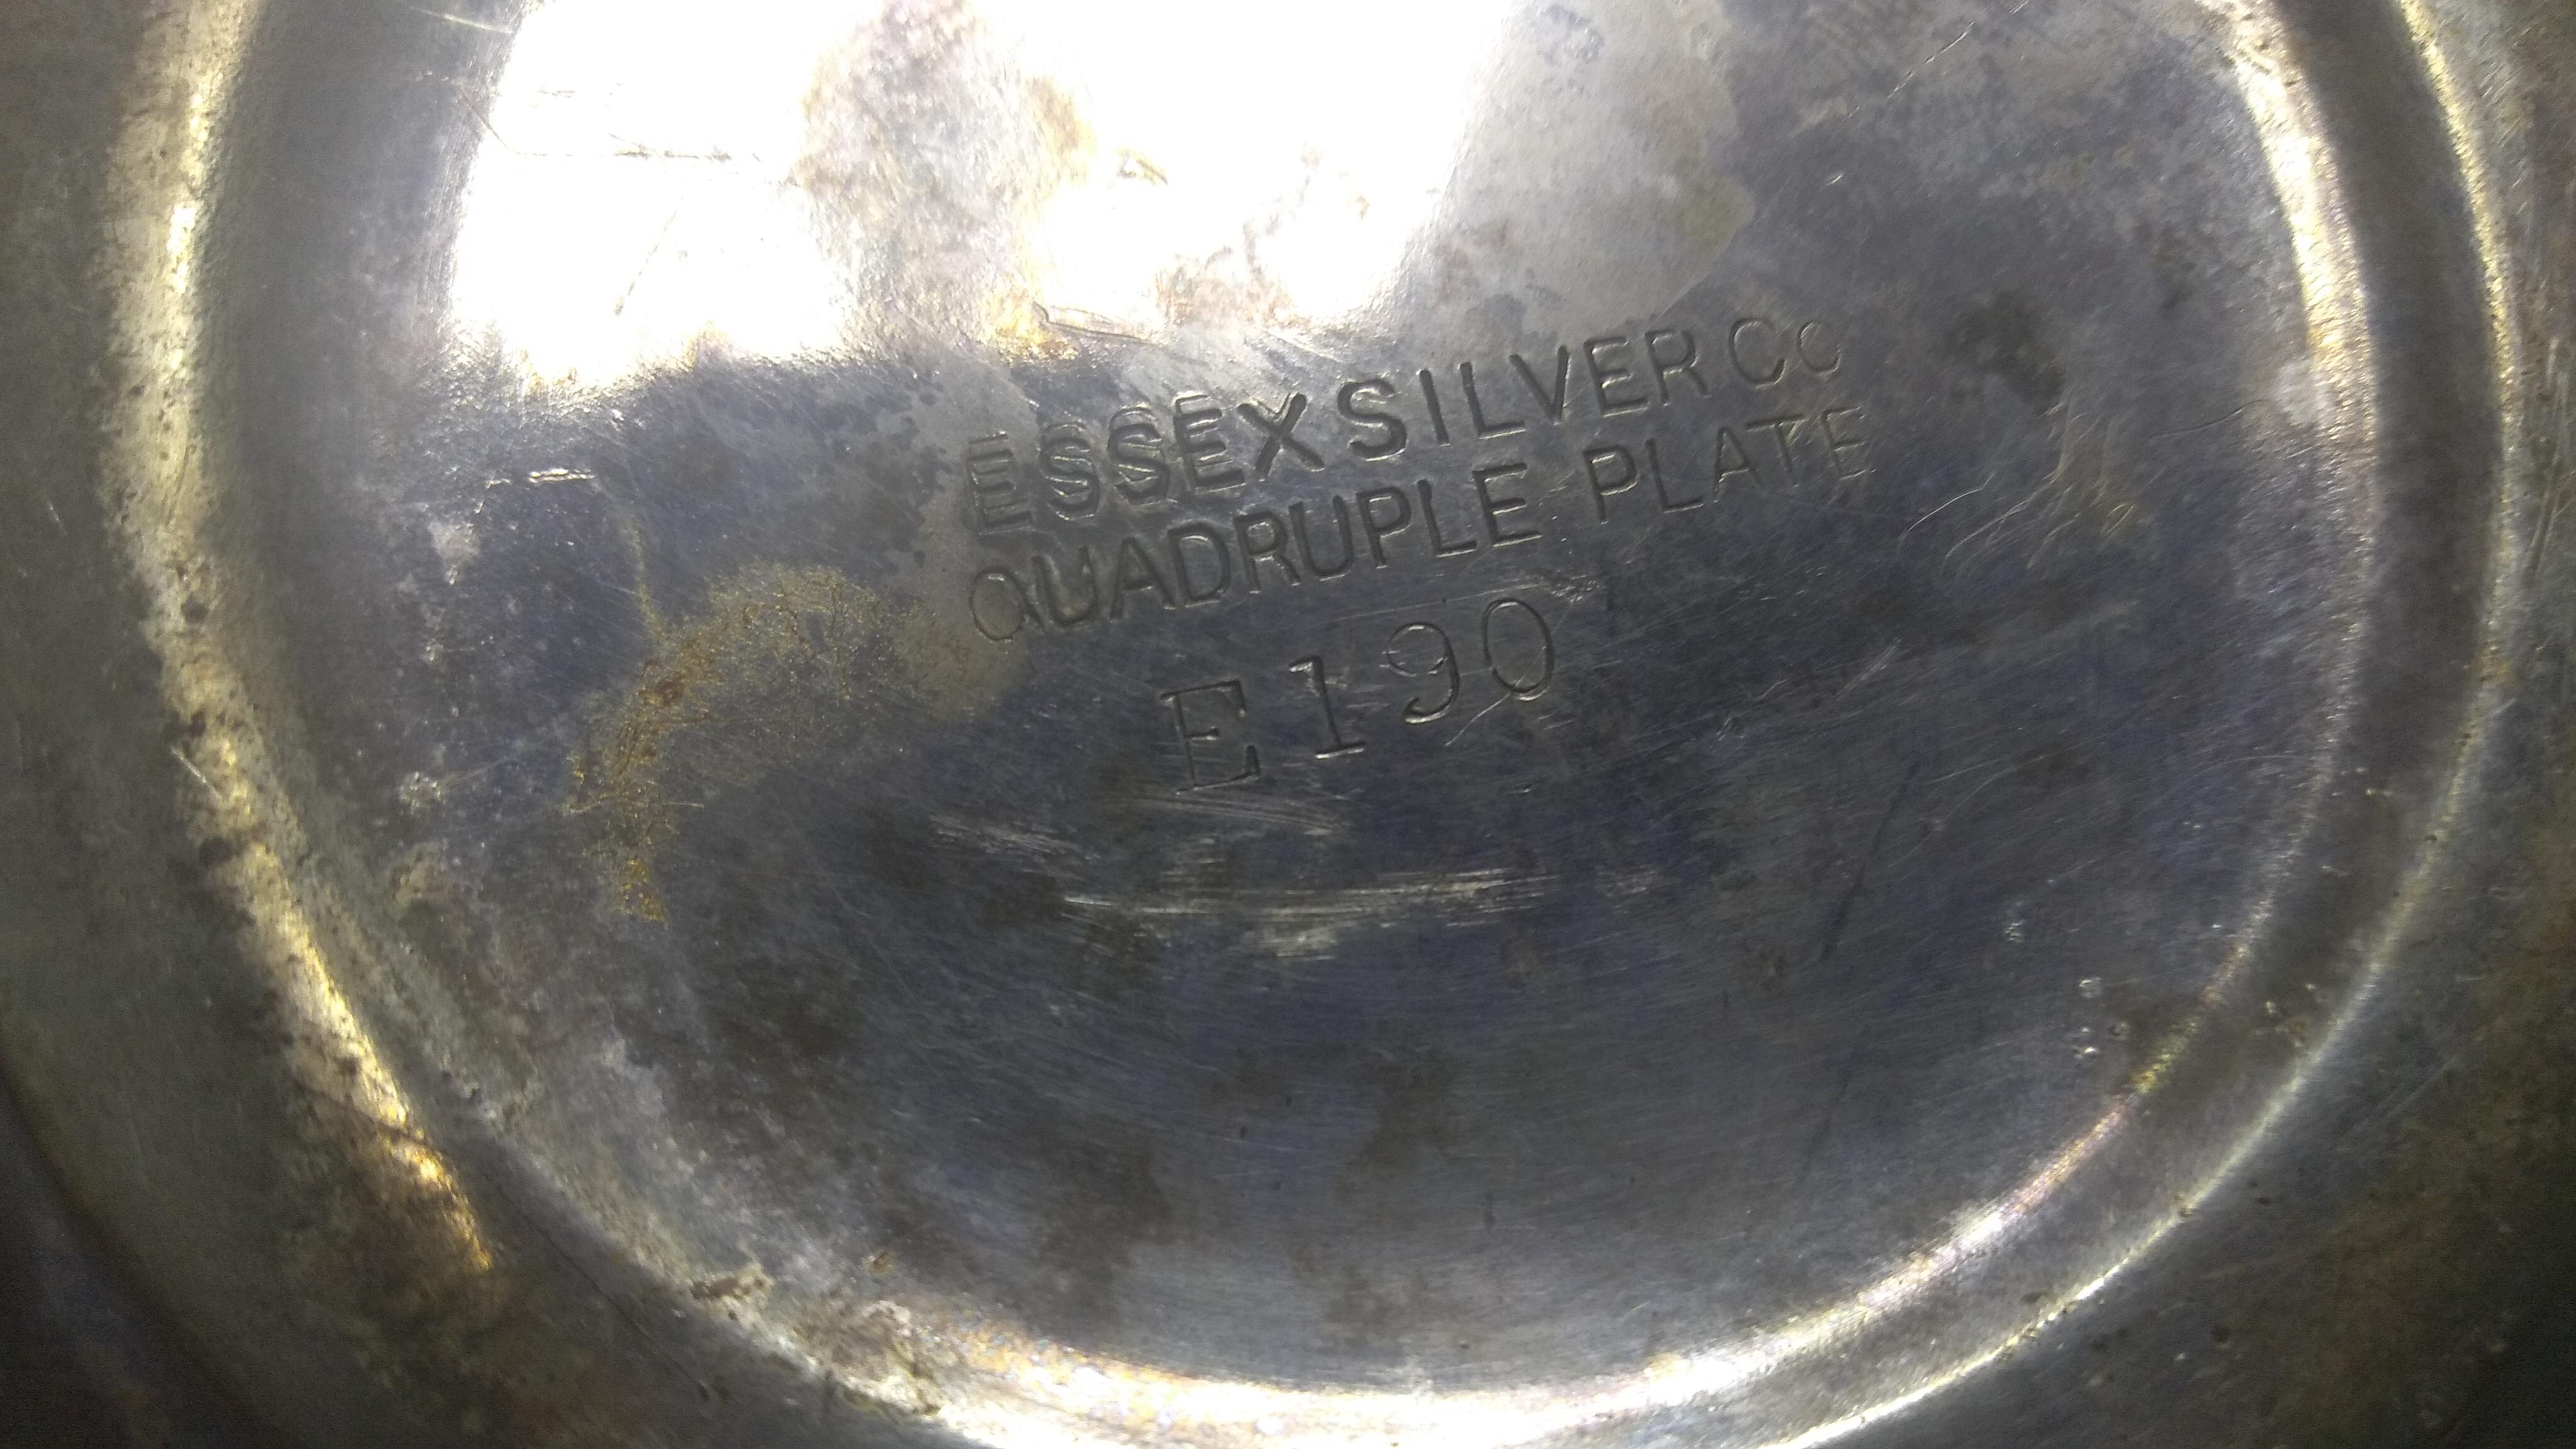 ESSEX SILVER Co
QUADRUPLE PLATE
E190